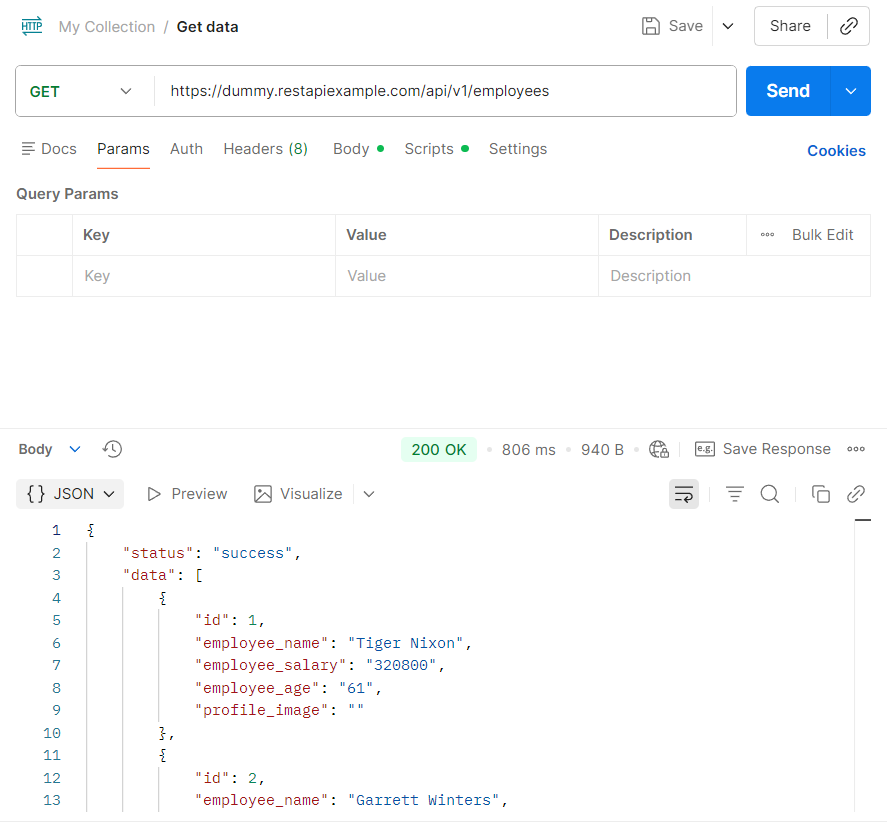 HTTP My Collection / Get data Save Share
GET https://dummy.restapiexample.com/api/v1/employees Send
Docs Params Auth Headers (8) Body Scripts Settings Cookies
Query Params
Key Value Description Bulk Edit
Key Value Description
Body 200 OK 806 ms 940 B e.g. Save Response
{} JSON Preview Visualize
1 {
2 "status": "success",
3 "data": [
4 {
5 "id": 1,
6 "employee_name": "Tiger Nixon",
7 "employee_salary": "320800",
8 "employee_age": "61",
9 "profile_image": ""
10 },
11 {
12 "id": 2,
13 "employee_name": "Garrett Winters",